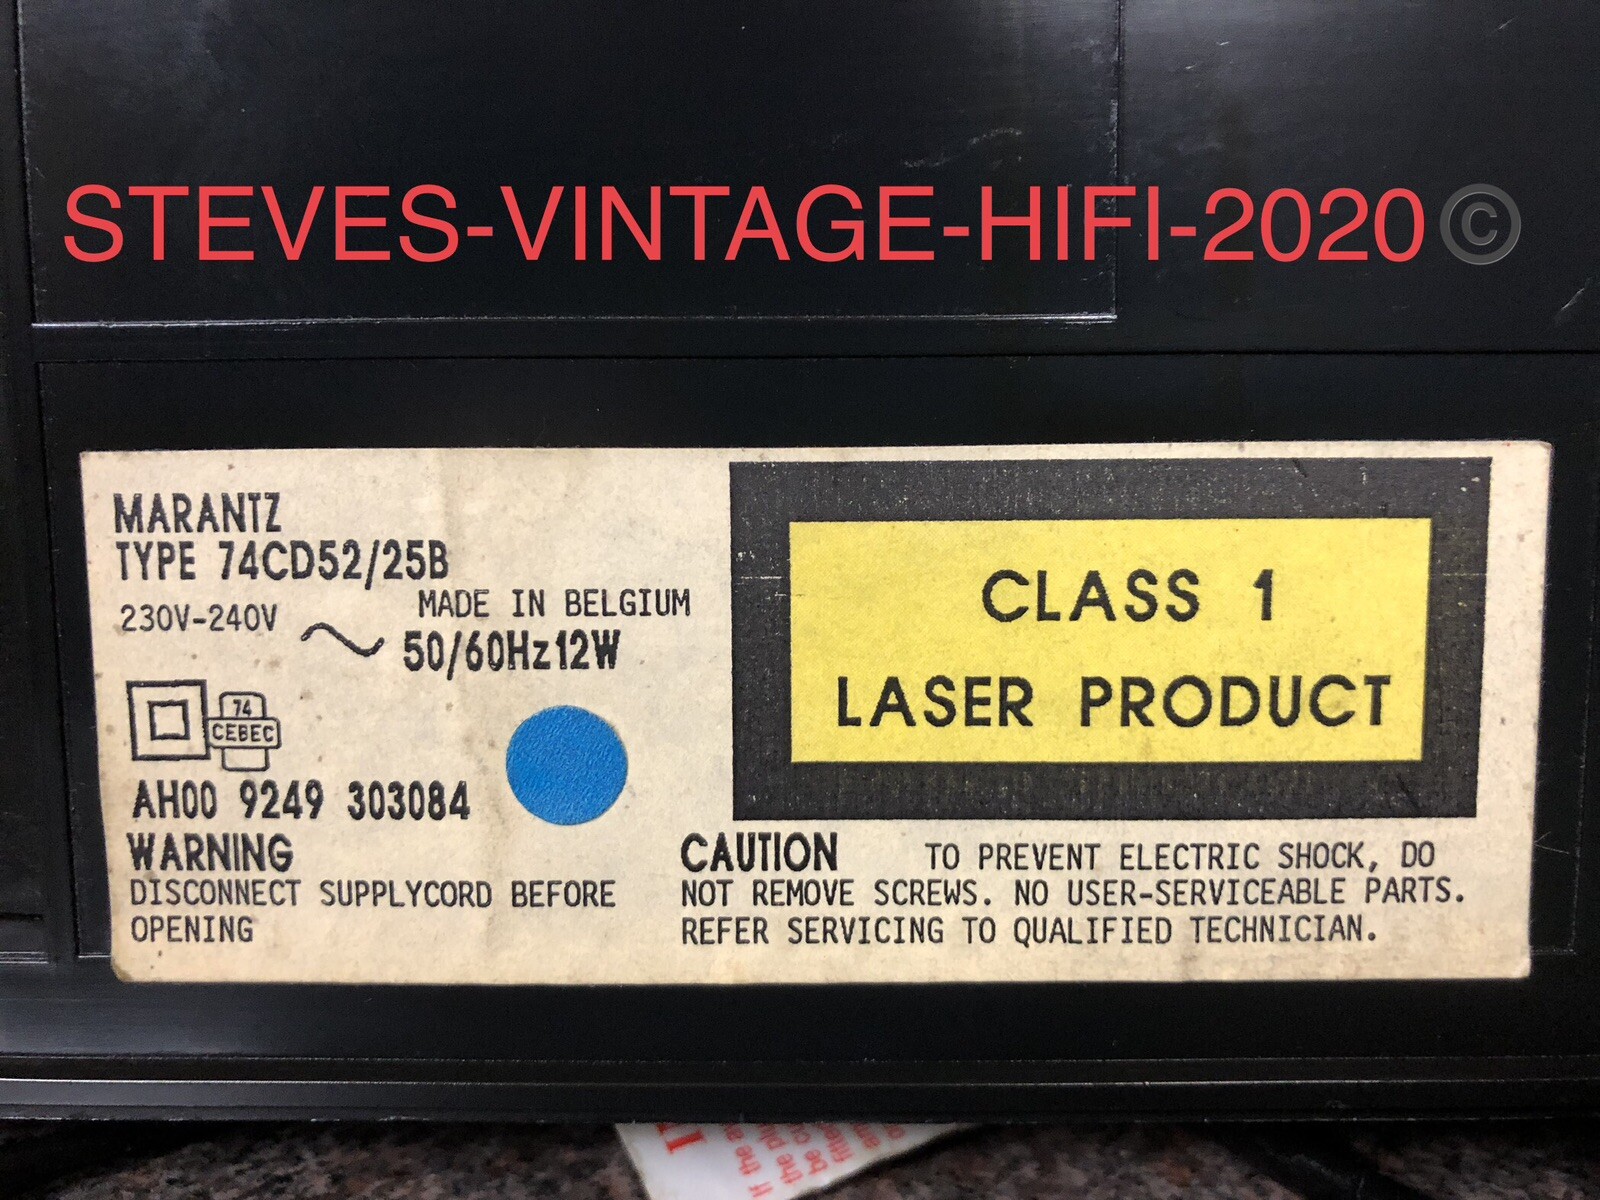 STEVES-VINTAGE-HIFI-2020©
MARANTZ
TYPE 74CD52/25B
MADE IN BELGIUM
230V-240V ~ 50/60Hz12W
74
CEBEC
AH00 9249 303084
WARNING
DISCONNECT SUPPLYCORD BEFORE
OPENING
CLASS 1
LASER PRODUCT
CAUTION TO PREVENT ELECTRIC SHOCK, DO
NOT REMOVE SCREWS. NO USER-SERVICEABLE PARTS.
REFER SERVICING TO QUALIFIED TECHNICIAN.